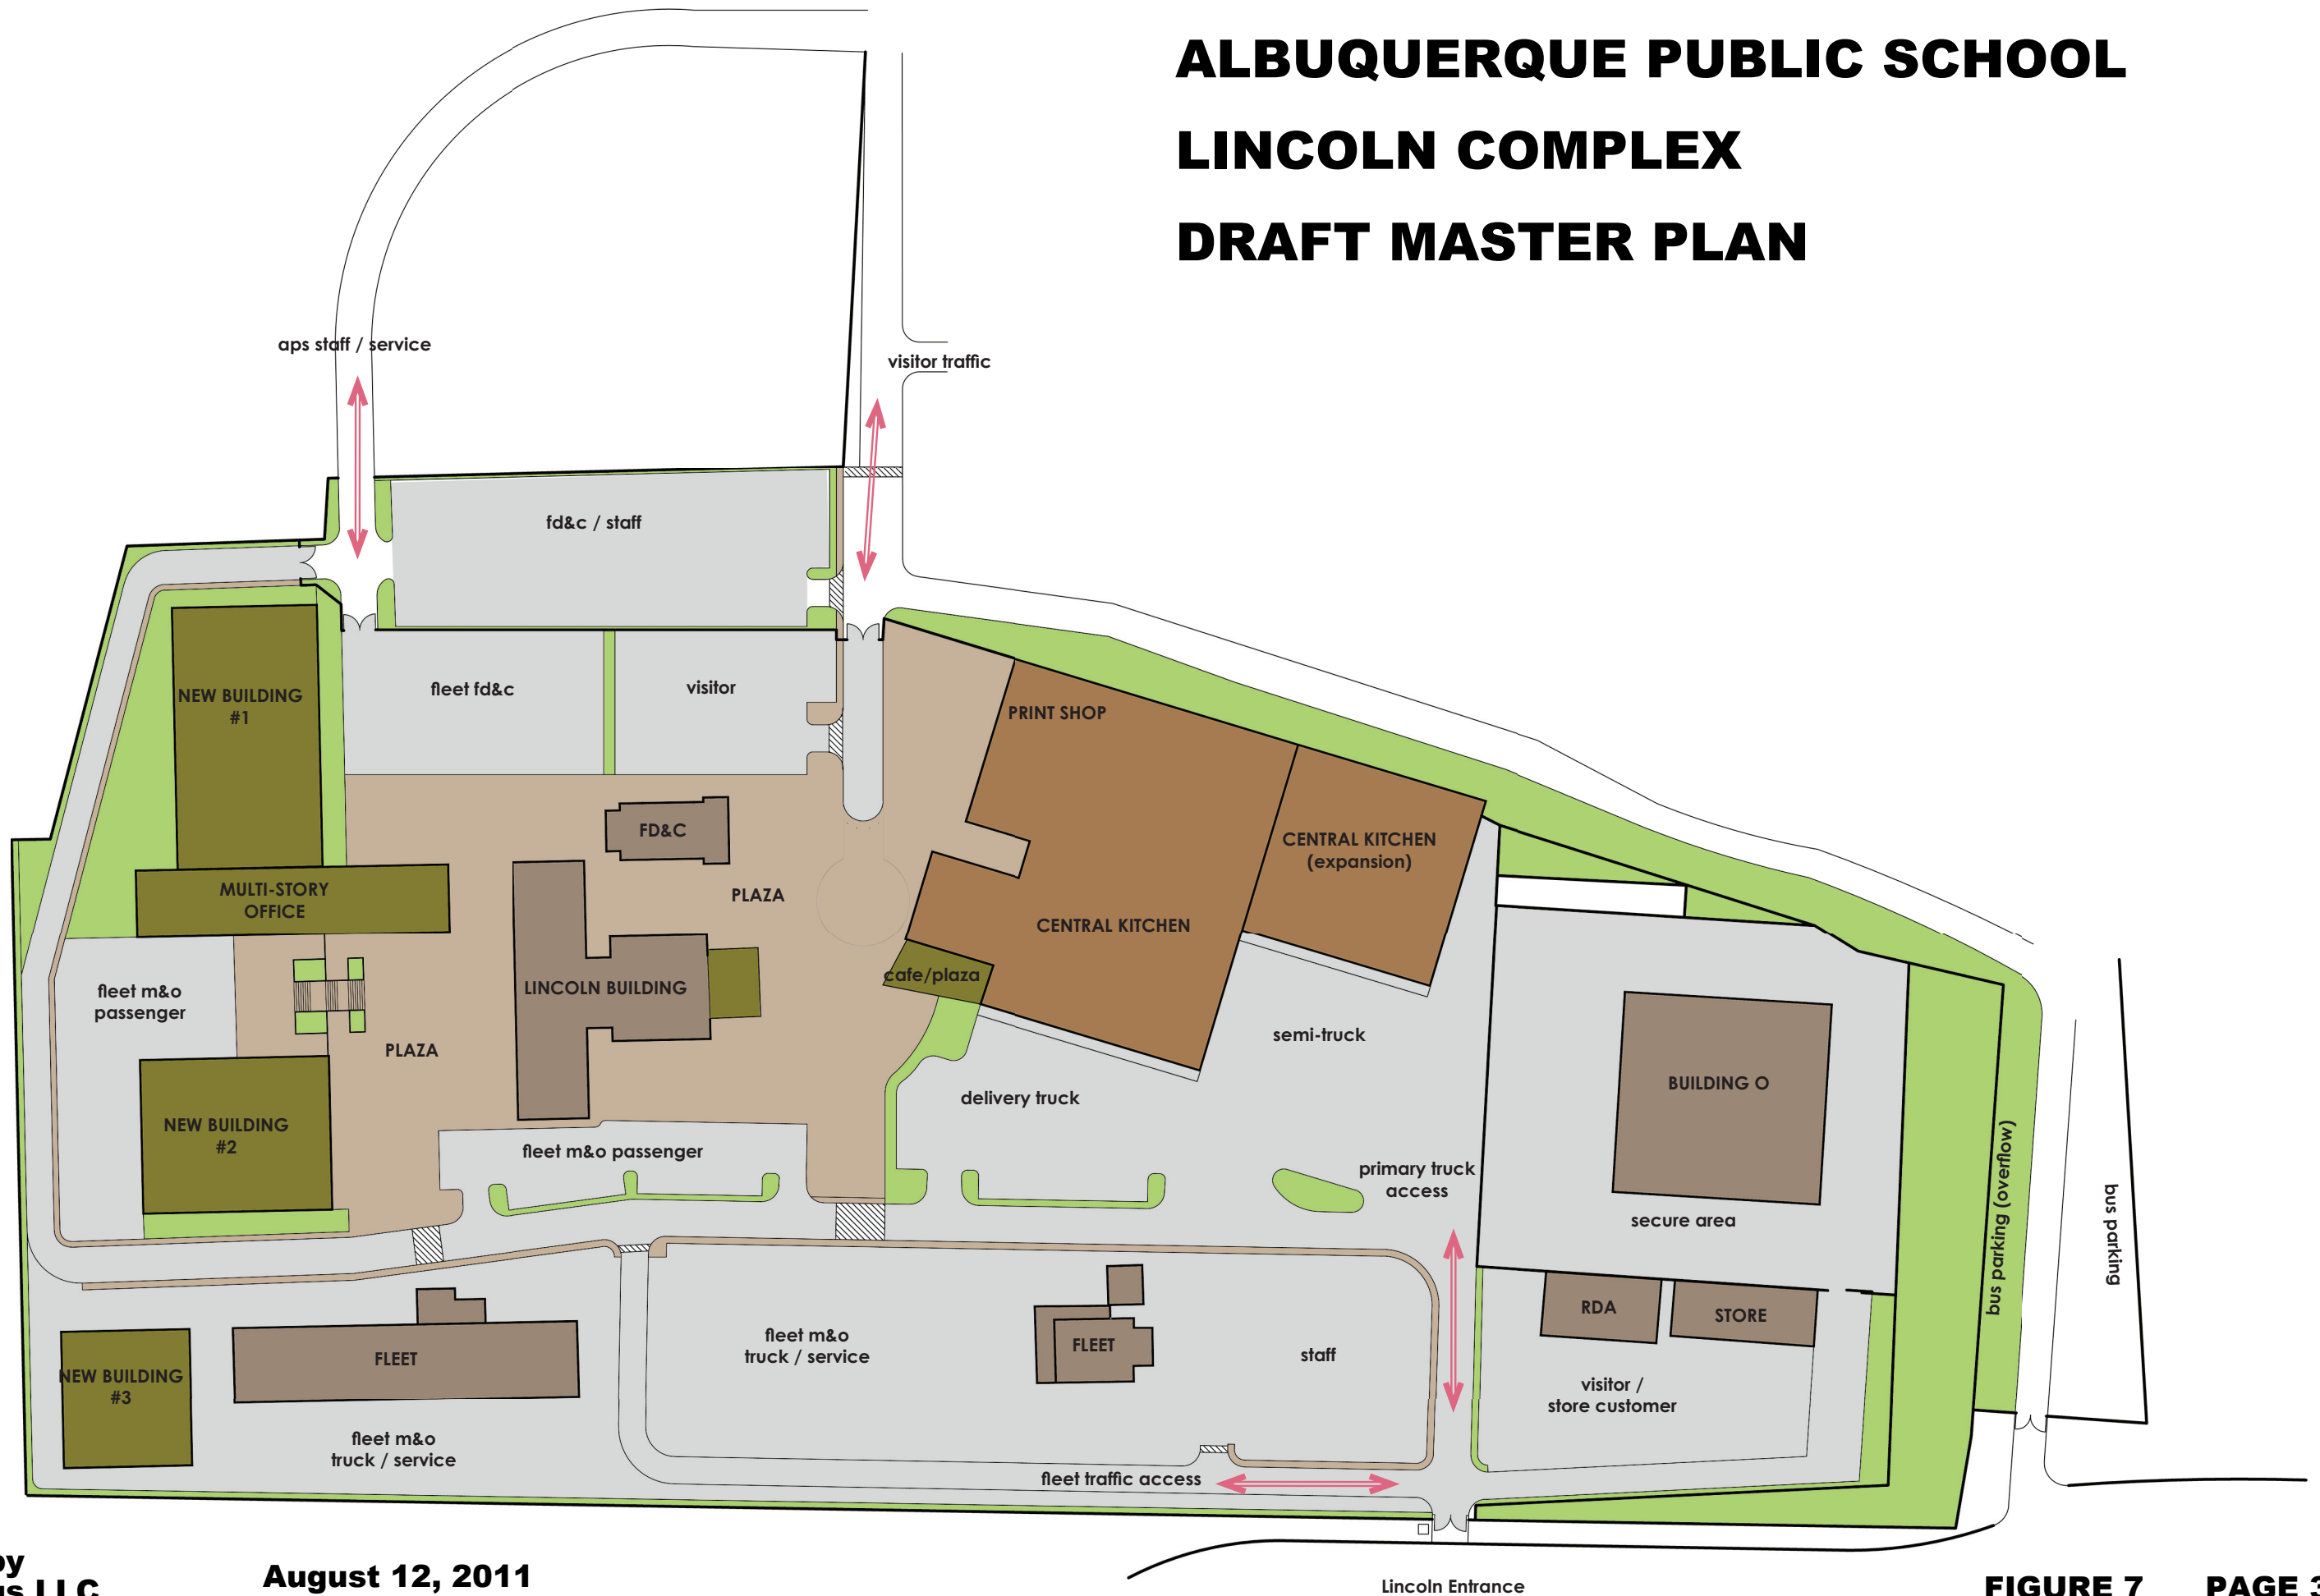 ALBUQUERQUE PUBLIC SCHOOL
LINCOLN COMPLEX
DRAFT MASTER PLAN
aps staff / service
visitor traffic
fd&c / staff
fleet fd&c
visitor
NEW BUILDING
#1
PRINT SHOP
FD&C
CENTRAL KITCHEN
(expansion)
MULTI-STORY
OFFICE
PLAZA
CENTRAL KITCHEN
cafe/plaza
LINCOLN BUILDING
fleet m&o
passenger
PLAZA
semi-truck
BUILDING O
delivery truck
NEW BUILDING
#2
fleet m&o passenger
primary truck
access
secure area
bus parking (overflow)
bus parking
RDA
STORE
fleet m&o
truck / service
FLEET
staff
FLEET
NEW BUILDING
#3
visitor /
store customer
fleet m&o
truck / service
fleet traffic access
by
LLC
August 12, 2011
Lincoln Entrance
FIGURE 7
PAGE 3